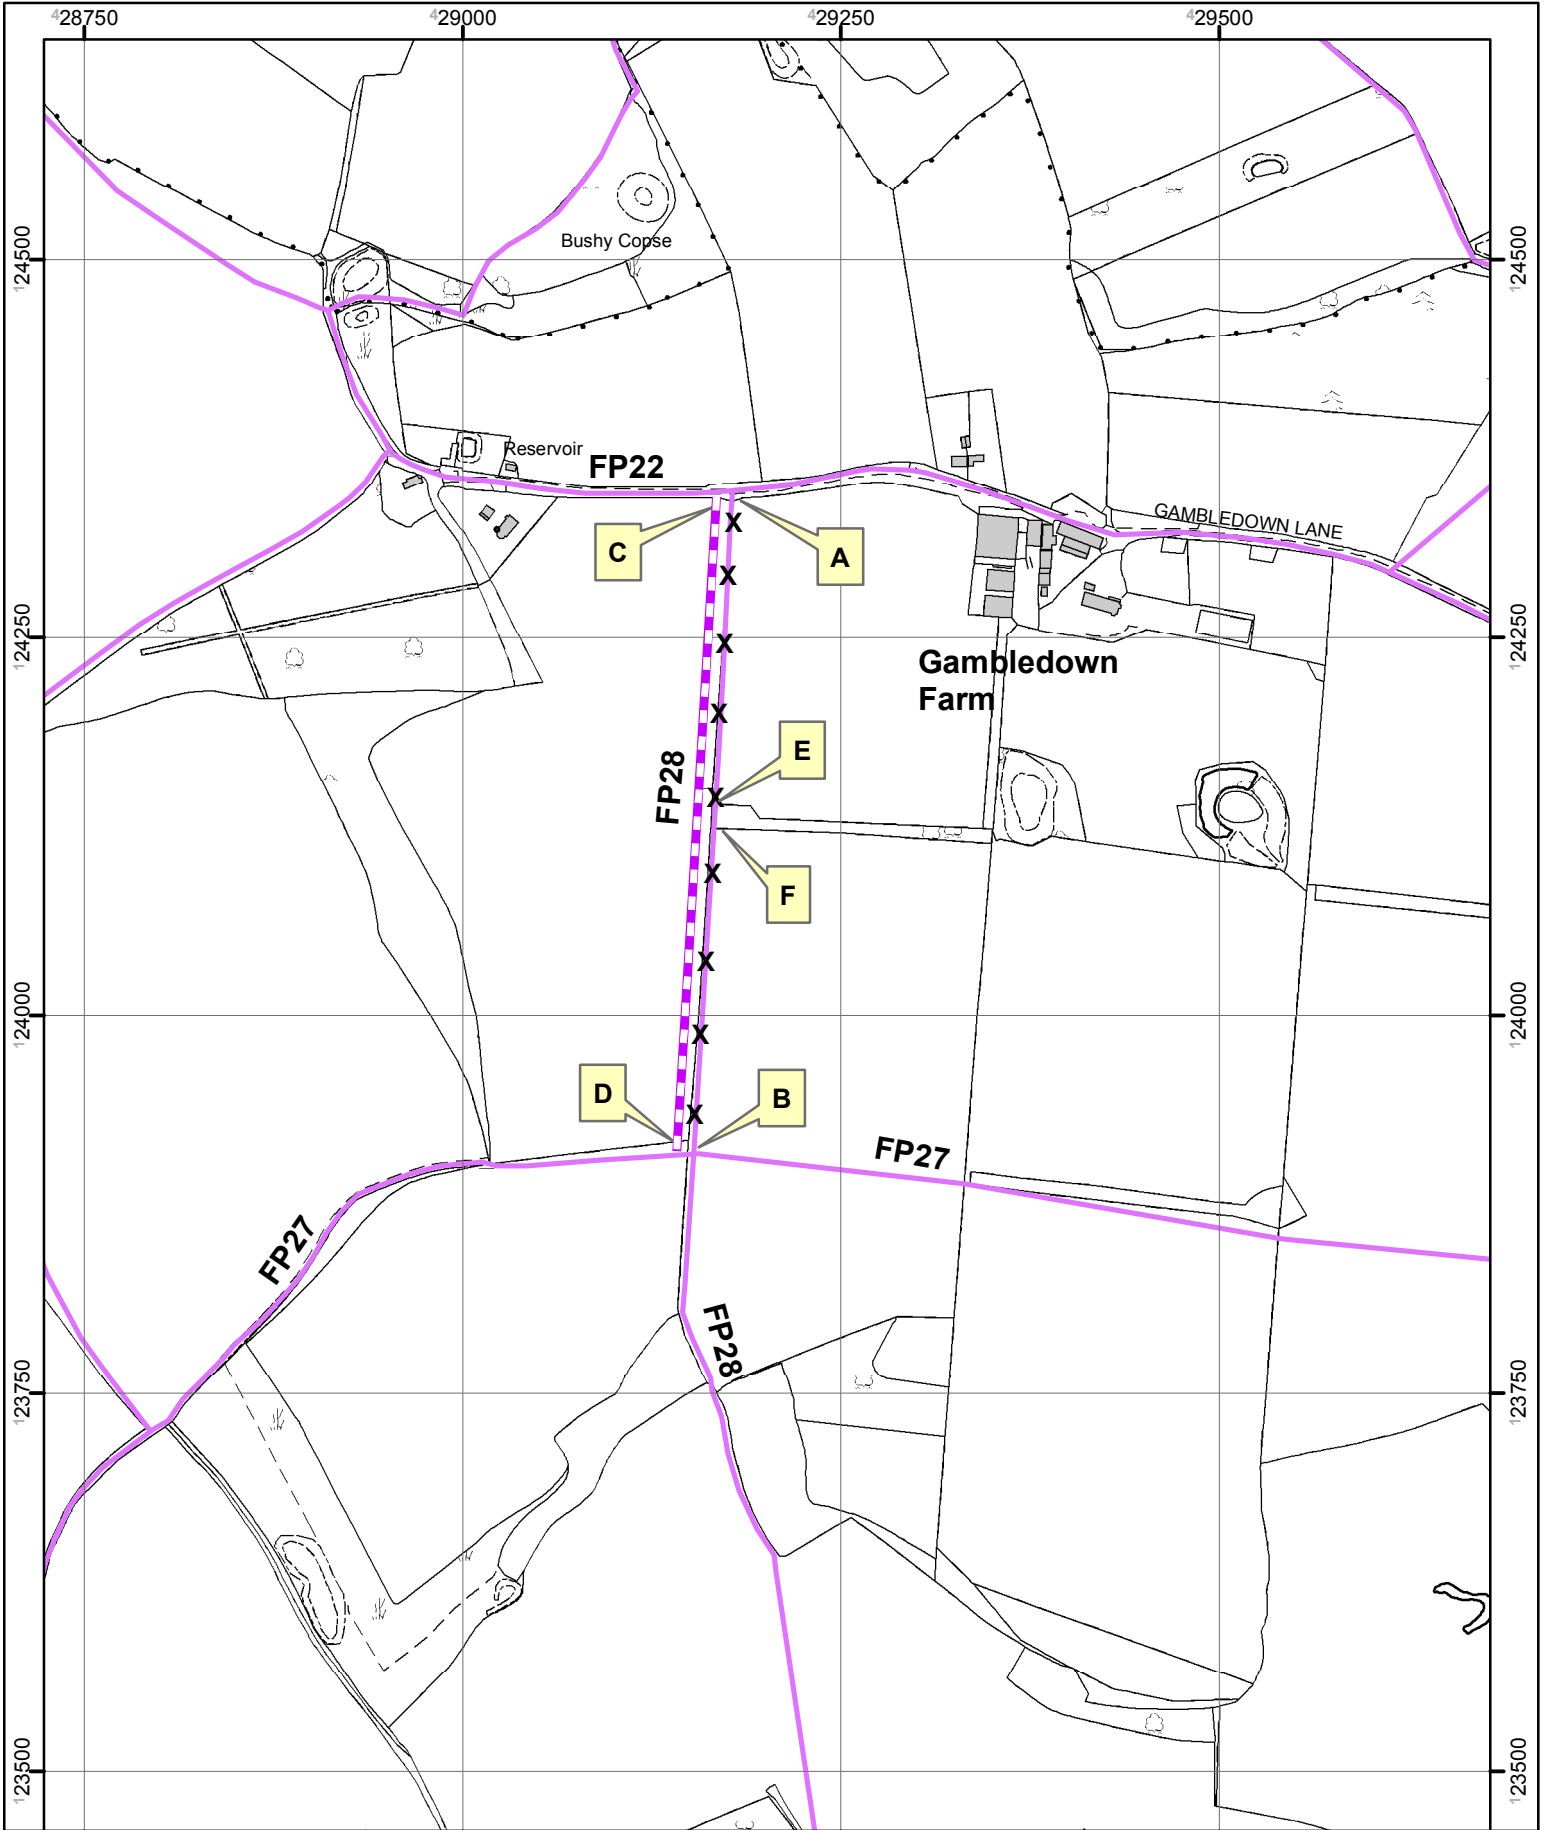 428750 429000 429250 429500
124500 124500
Bushy Copse
Reservoir
FP22
GAMBLEDOWN LANE
C
A
124250 124250
Gambledown
Farm
E
FP28
F
124000 124000
D
B
FP27
FP27
FP28
123750 123750
123500 123500
X
X
X
X
X
X
X
X
X